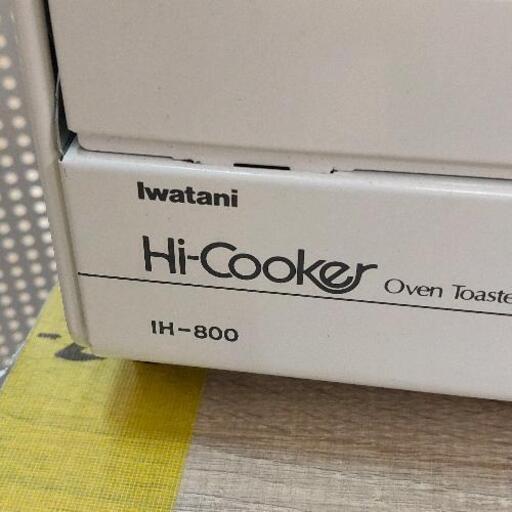 Iwatani
Hi-Cooker Oven Toaste
IH-800